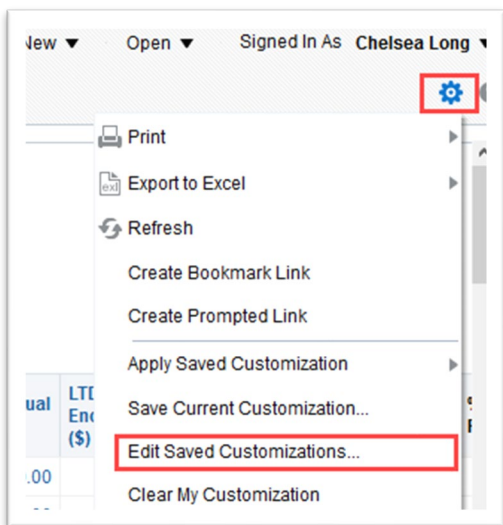 New Open Signed In As Chelsea Long
Print
exl Export to Excel
Refresh
Create Bookmark Link
Create Prompted Link
Apply Saved Customization
ual LTD
Save Current Customization...
($)
Edit Saved Customizations...
.00
Clear My Customization